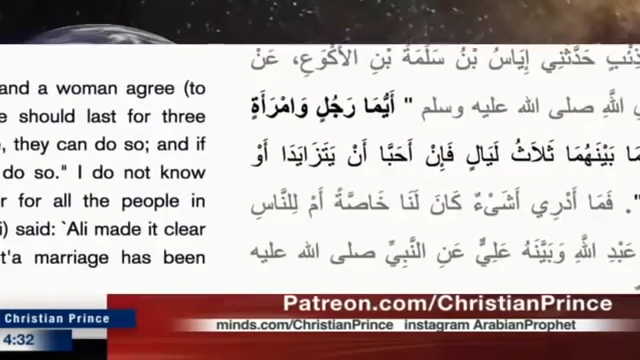 and a woman agree (to
e should last for three
, they can do so; and if
do so." I do not know
r for all the people in
i) said: `Ali made it clear
t'a marriage has been
ذِئْبٍ حَدَّثَنِي إِيَاسُ بْنُ سَلَمَةَ بْنِ الأَكْوَعِ، عَنْ
اللَّهِ صلى الله عليه وسلم " أَيُّمَا رَجُلٍ وَامْرَأَةٍ
مَا بَيْنَهُمَا ثَلاَثُ لَيَالٍ فَإِنْ أَحَبَّا أَنْ يَتَزَايَدَا أَوْ
". فَمَا أَدْرِي أَشَىْءٌ كَانَ لَنَا خَاصَّةً أَمْ لِلنَّاسِ
عَبْدِ اللَّهِ وَبَيَّنَهُ عَلِيٌّ عَنِ النَّبِيِّ صلى الله عليه
Patreon.com/ChristianPrince
Christian Prince
minds.com/ChristianPrince instagram ArabianProphet
4:32